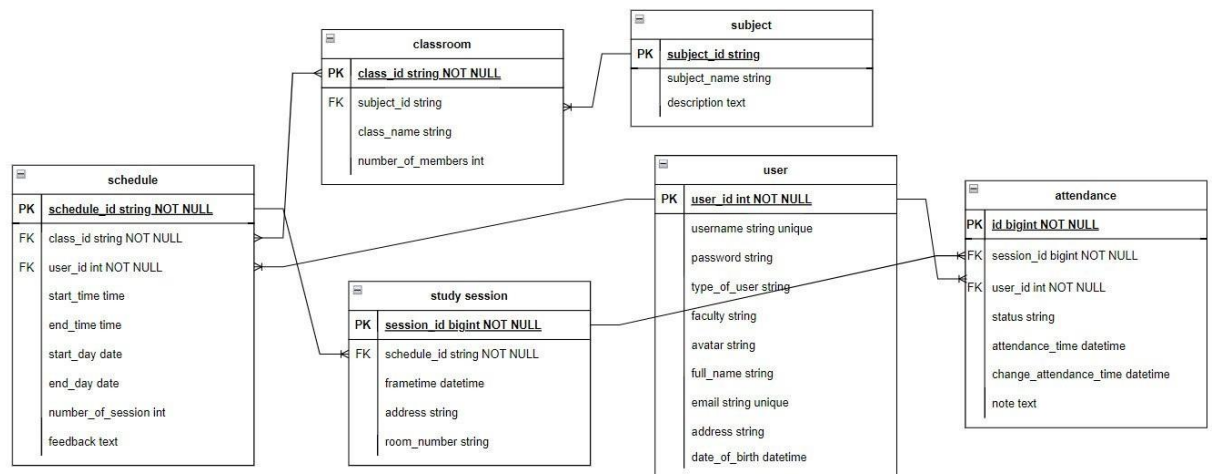 subject
PK subject_id string
subject_name string
description text
classroom
PK class_id string NOT NULL
FK subject_id string
class_name string
number_of_members int
schedule
PK schedule_id string NOT NULL
FK class_id string NOT NULL
FK user_id int NOT NULL
start_time time
end_time time
start_day date
end_day date
number_of_session int
feedback text
study session
PK session_id bigint NOT NULL
FK schedule_id string NOT NULL
frametime datetime
address string
room_number string
user
PK user_id int NOT NULL
username string unique
password string
type_of_user string
faculty string
avatar string
full_name string
email string unique
address string
date_of_birth datetime
attendance
PK id bigint NOT NULL
FK session_id bigint NOT NULL
FK user_id int NOT NULL
status string
attendance_time datetime
change_attendance_time datetime
note text